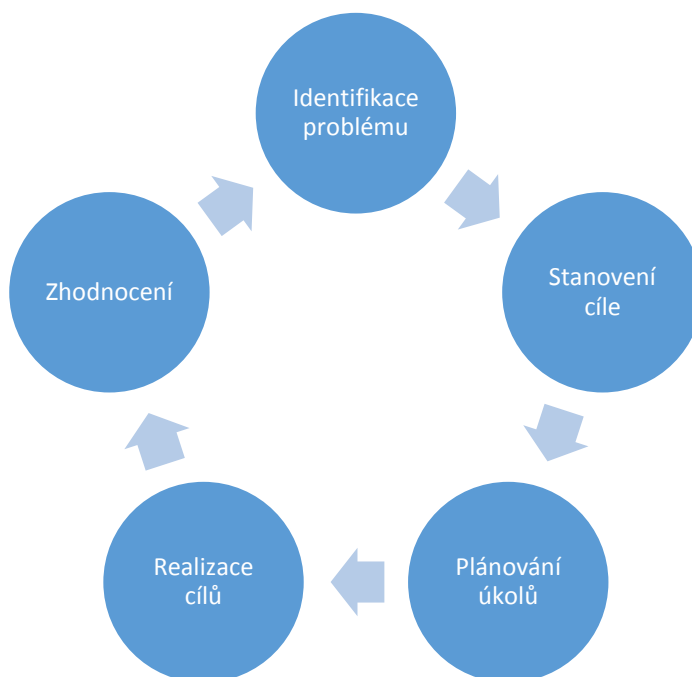 Identifikace
problému
Stanovení
cíle
Plánování
úkolů
Realizace
cílů
Zhodnocení